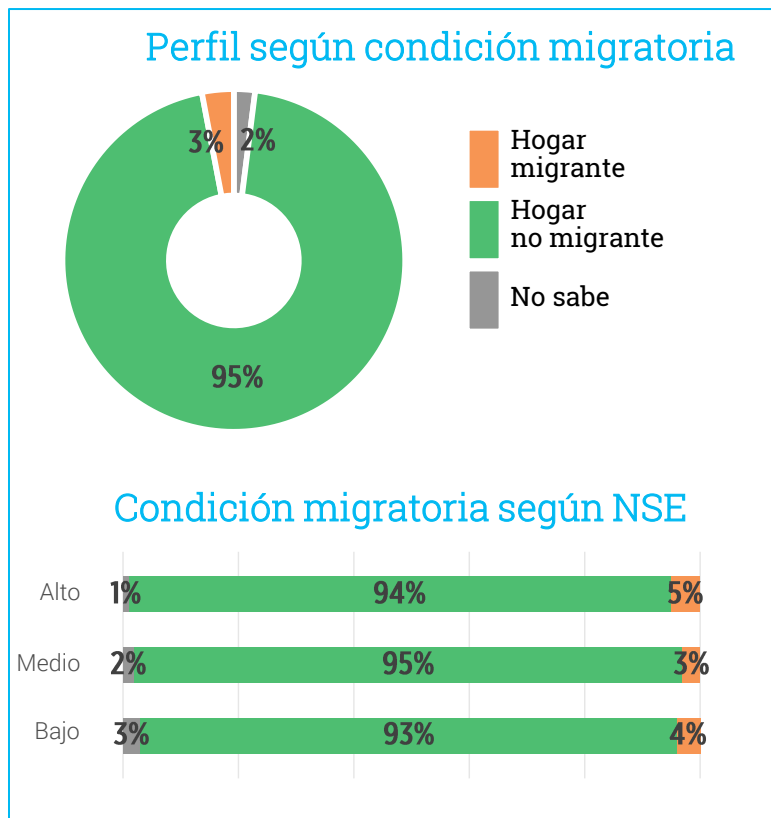 Perfil según condición migratoria
3%
2%
95%
Hogar
migrante
Hogar
no migrante
No sabe
Condición migratoria según NSE
Alto 1% 94% 5%
Medio 2% 95% 3%
Bajo 3% 93% 4%